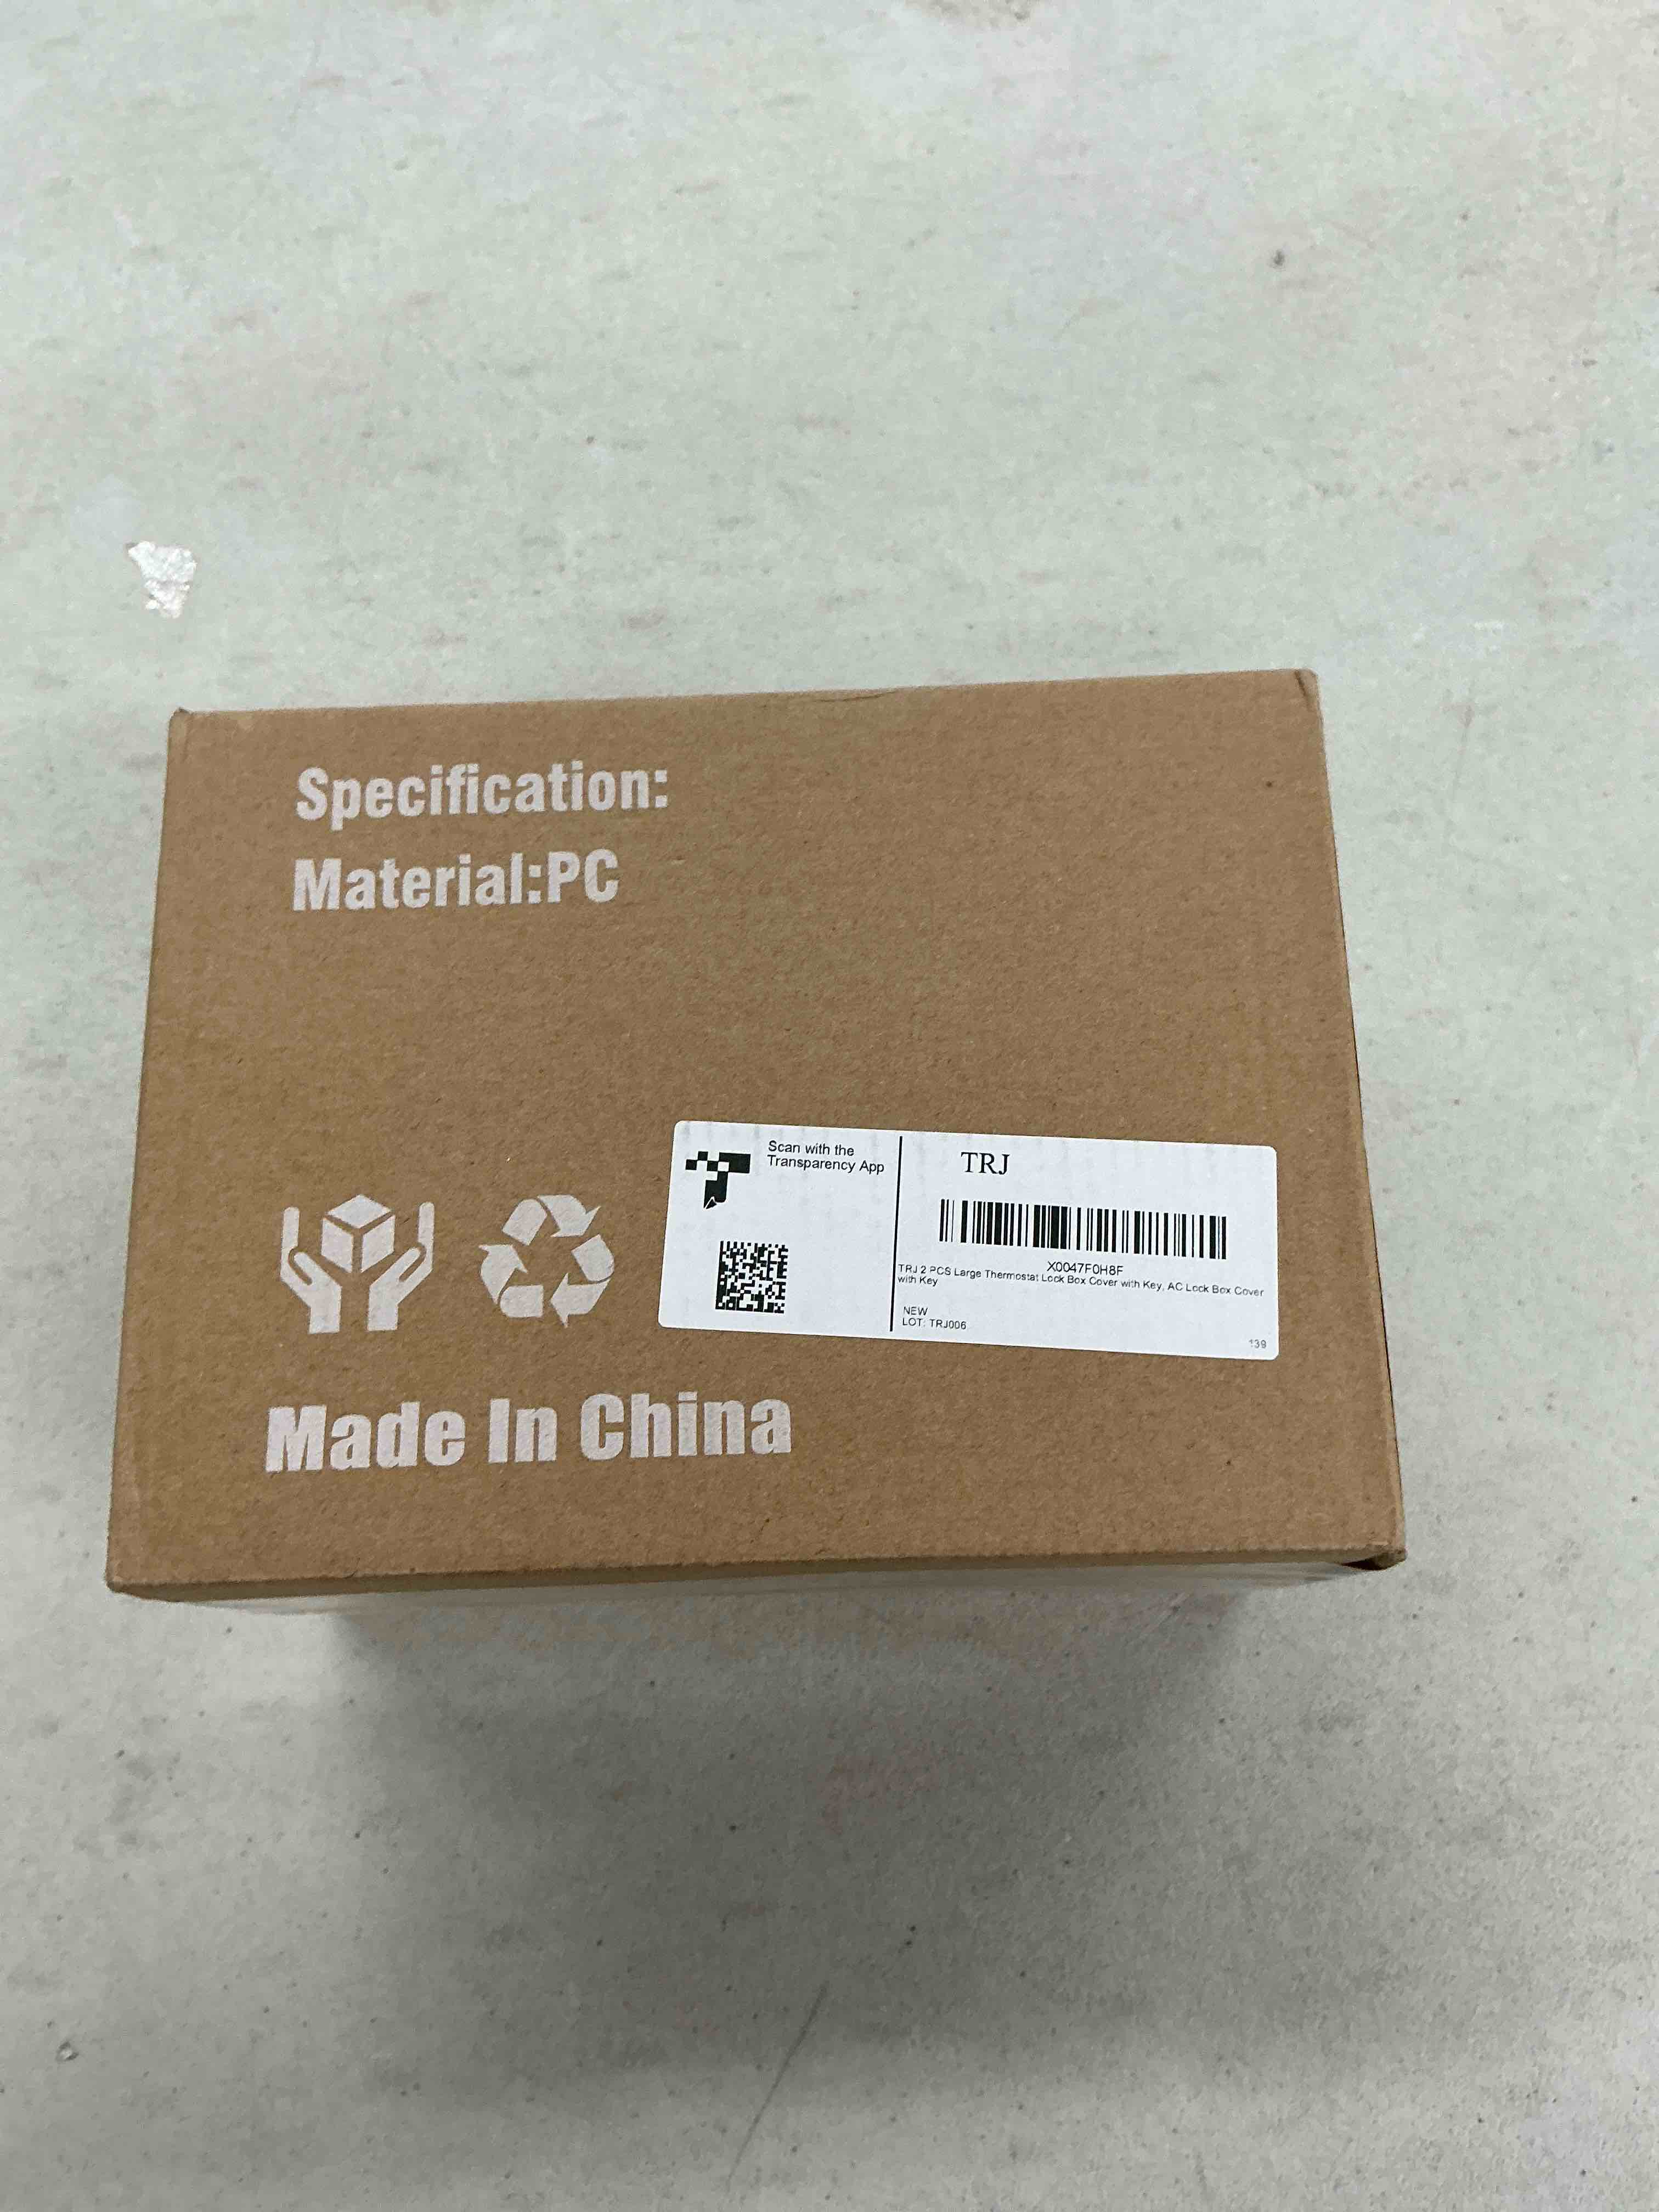 Specification:
Material:PC
Scan with the
Transparency App
TRJ
X0047F0H8F
TRJ 2 PCS Large Thermostat Lock Box Cover with Key, AC Lock Box Cover
with Key
NEW
LOT: TRJ006
139
Made In China